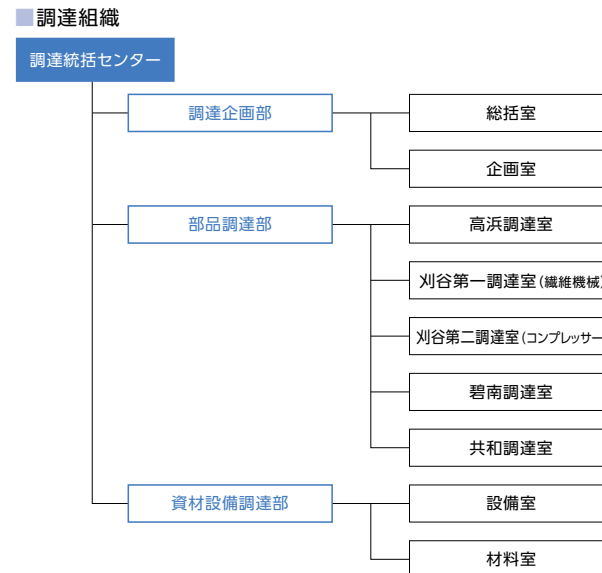 調達組織
調達統括センター
調達企画部
総括室
企画室
部品調達部
高浜調達室
刈谷第一調達室(繊維機械)
刈谷第二調達室(コンプレッサー
碧南調達室
共和調達室
資材設備調達部
設備室
材料室